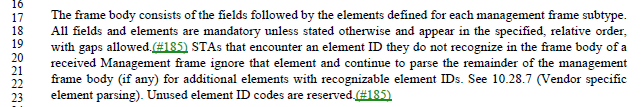 16
17 The frame body consists of the fields followed by the elements defined for each management frame subtype.
18 All fields and elements are mandatory unless stated otherwise and appear in the specified, relative order,
19 with gaps allowed.(#185) STAs that encounter an element ID they do not recognize in the frame body of a
20 received Management frame ignore that element and continue to parse the remainder of the management
21 frame body (if any) for additional elements with recognizable element IDs. See 10.28.7 (Vendor specific
22 element parsing). Unused element ID codes are reserved.(#185)
23